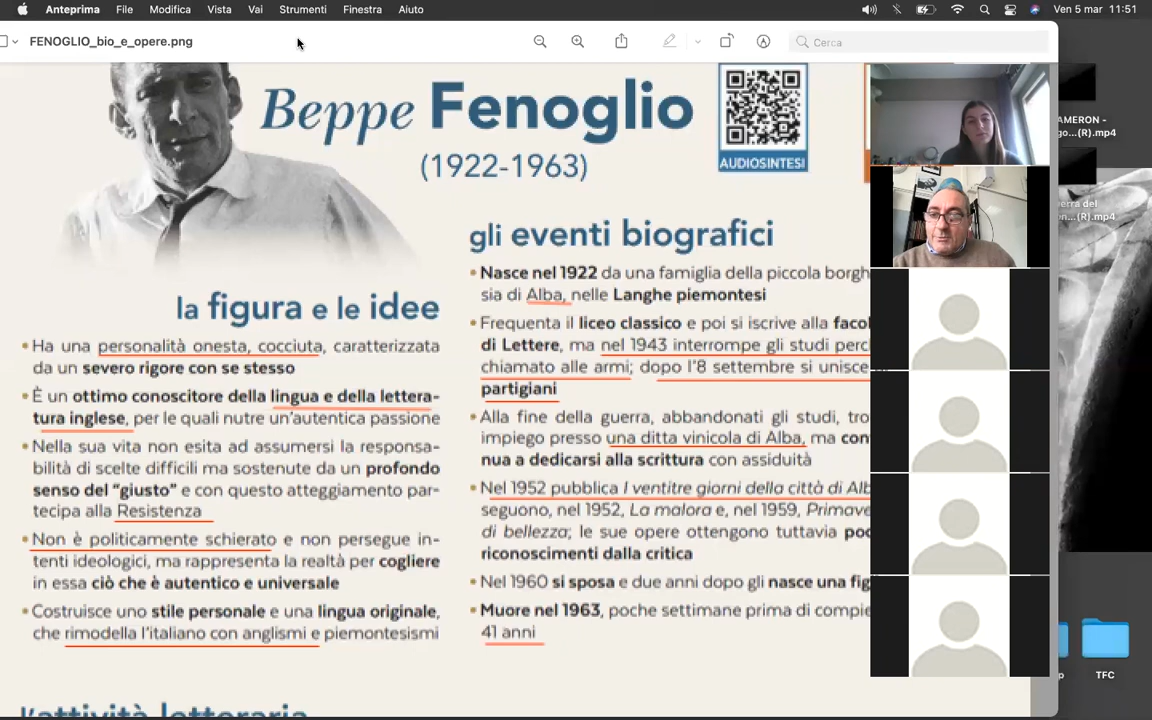 Anteprima File Modifica Vista Vai Strumenti Finestra Aiuto Ven 5 mar 11:51
FENOGLIO_bio_e_opere.png
Cerca
Beppe Fenoglio
(1922-1963)
AUDIOSINTESI
la figura e le idee
Ha una personalità onesta, cocciuta, caratterizzata
da un severo rigore con se stesso
È un ottimo conoscitore della lingua e della lettera-
tura inglese, per le quali nutre un'autentica passione
Nella sua vita non esita ad assumersi la responsa-
bilità di scelte difficili ma sostenute da un profondo
senso del "giusto" e con questo atteggiamento par-
tecipa alla Resistenza
Non è politicamente schierato e non persegue in-
tenti ideologici, ma rappresenta la realtà per cogliere
in essa ciò che è autentico e universale
Costruisce uno stile personale e una lingua originale,
che rimodella l'italiano con anglismi e piemontesismi
gli eventi biografici
Nasce nel 1922 da una famiglia della piccola borgh
sia di Alba, nelle Langhe piemontesi
Frequenta il liceo classico e poi si iscrive alla facol
di Lettere, ma nel 1943 interrompe gli studi perc
chiamato alle armi; dopo l'8 settembre si unisce
partigiani
Alla fine della guerra, abbandonati gli studi, tro
impiego presso una ditta vinicola di Alba, ma con
nua a dedicarsi alla scrittura con assiduità
Nel 1952 pubblica I ventitre giorni della città di Alb
seguono, nel 1952, La malora e, nel 1959, Primave
di bellezza; le sue opere ottengono tuttavia poc
riconoscimenti dalla critica
Nel 1960 si sposa e due anni dopo gli nasce una fig
Muore nel 1963, poche settimane prima di compie
41 anni
l'attività letteraria
AMERON -
go...(R).mp4
erra del
on...(R).mp4
TFC